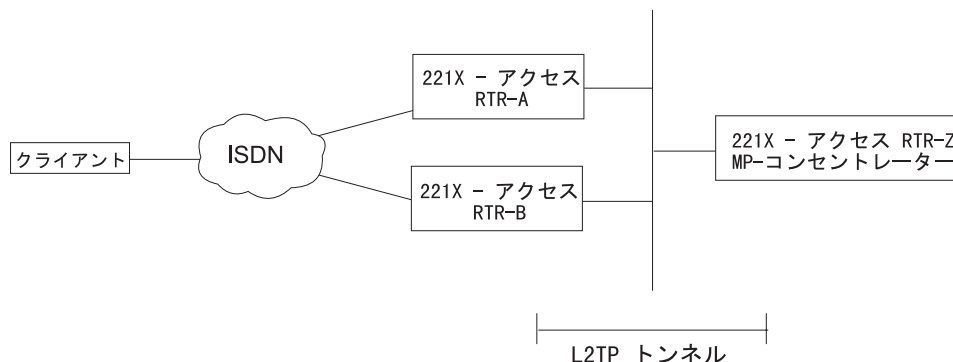 クライアント
ISDN
221X - アクセス
RTR-A
221X - アクセス
RTR-B
221X - アクセス RTR-Z
MP-コンセントレーター
L2TP トンネル